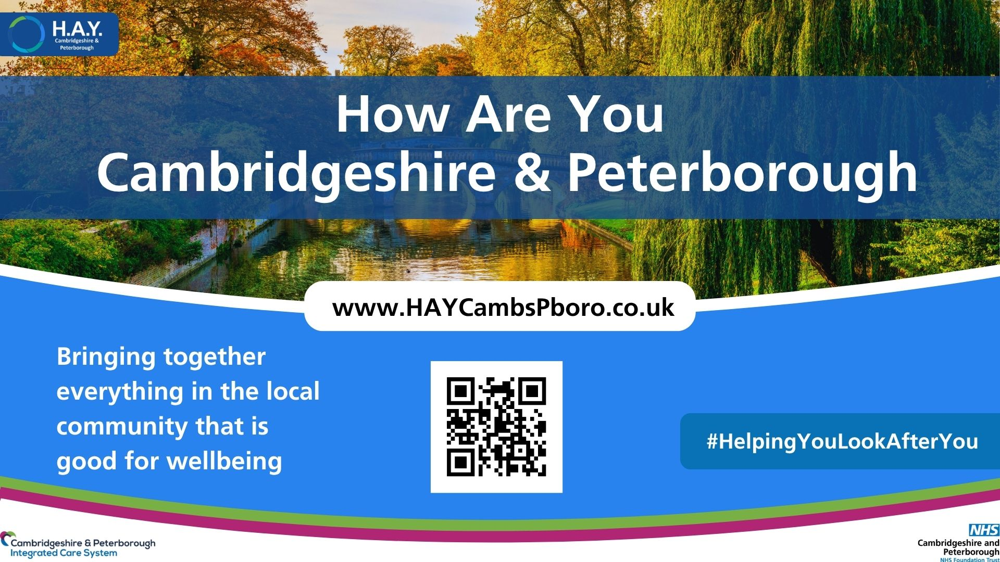 H.A.Y.
Cambridgeshire &
Peterborough
How Are You
Cambridgeshire & Peterborough
www.HAYCambsPboro.co.uk
Bringing together
everything in the local
community that is
good for wellbeing
#HelpingYouLookAfterYou
Cambridgeshire & Peterborough
Integrated Care System
NHS
Cambridgeshire and
Peterborough
NHS Foundation Trust